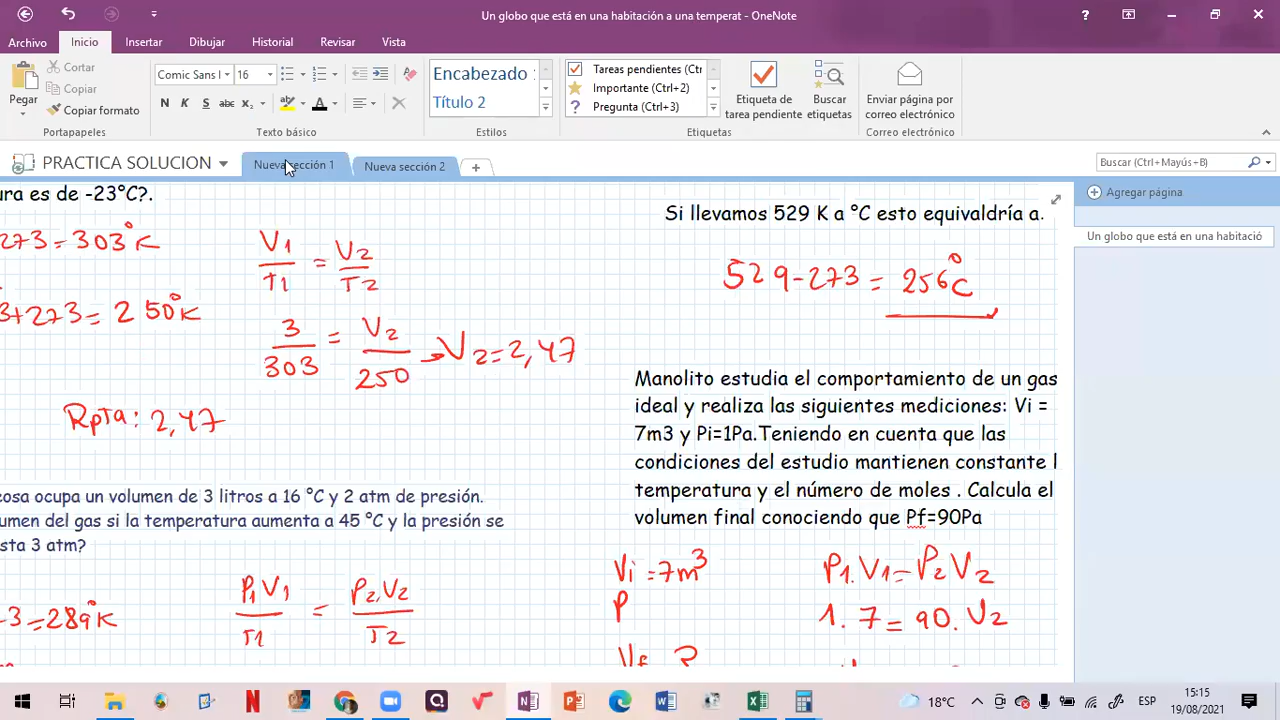 Un globo que está en una habitación a una temperat - OneNote
Archivo Inicio Insertar Dibujar Historial Revisar Vista
Pegar
Cortar
Copiar
Copiar formato
Portapapeles
Comic Sans 16
N K S abc x₂ A
Texto básico
Encabezado
Título 2
Estilos
Tareas pendientes (Ctr
Importante (Ctrl+2)
Pregunta (Ctrl+3)
Etiqueta de
tarea pendiente
Buscar
etiquetas
Etiquetas
Enviar página por
correo electrónico
Correo electrónico
PRACTICA SOLUCION Nueva sección 1 Nueva sección 2 +
Buscar (Ctrl+Mayús+B)
Agregar página
Un globo que está en una habitació
ura es de -23°C?.
273=303°K
3+273=250°K
V1/T1 = V2/T2
3/303 = V2/250 → V2=2,47
Rpta: 2,47
eosa ocupa un volumen de 3 litros a 16 °C y 2 atm de presión.
umen del gas si la temperatura aumenta a 45 °C y la presión se
sta 3 atm?
-3=289°K
P1V1/T1 = P2.V2/T2
Si llevamos 529 K a °C esto equivaldría a.
529-273= 256°C
Manolito estudia el comportamiento de un gas
ideal y realiza las siguientes mediciones: Vi =
7m3 y Pi=1Pa.Teniendo en cuenta que las
condiciones del estudio mantienen constante l
temperatura y el número de moles . Calcula el
volumen final conociendo que Pf=90Pa
Vi=7m³
P
Vf ?
P1.V1=P2V2
1.7=90.V2
18°C ESP 15:15
19/08/2021